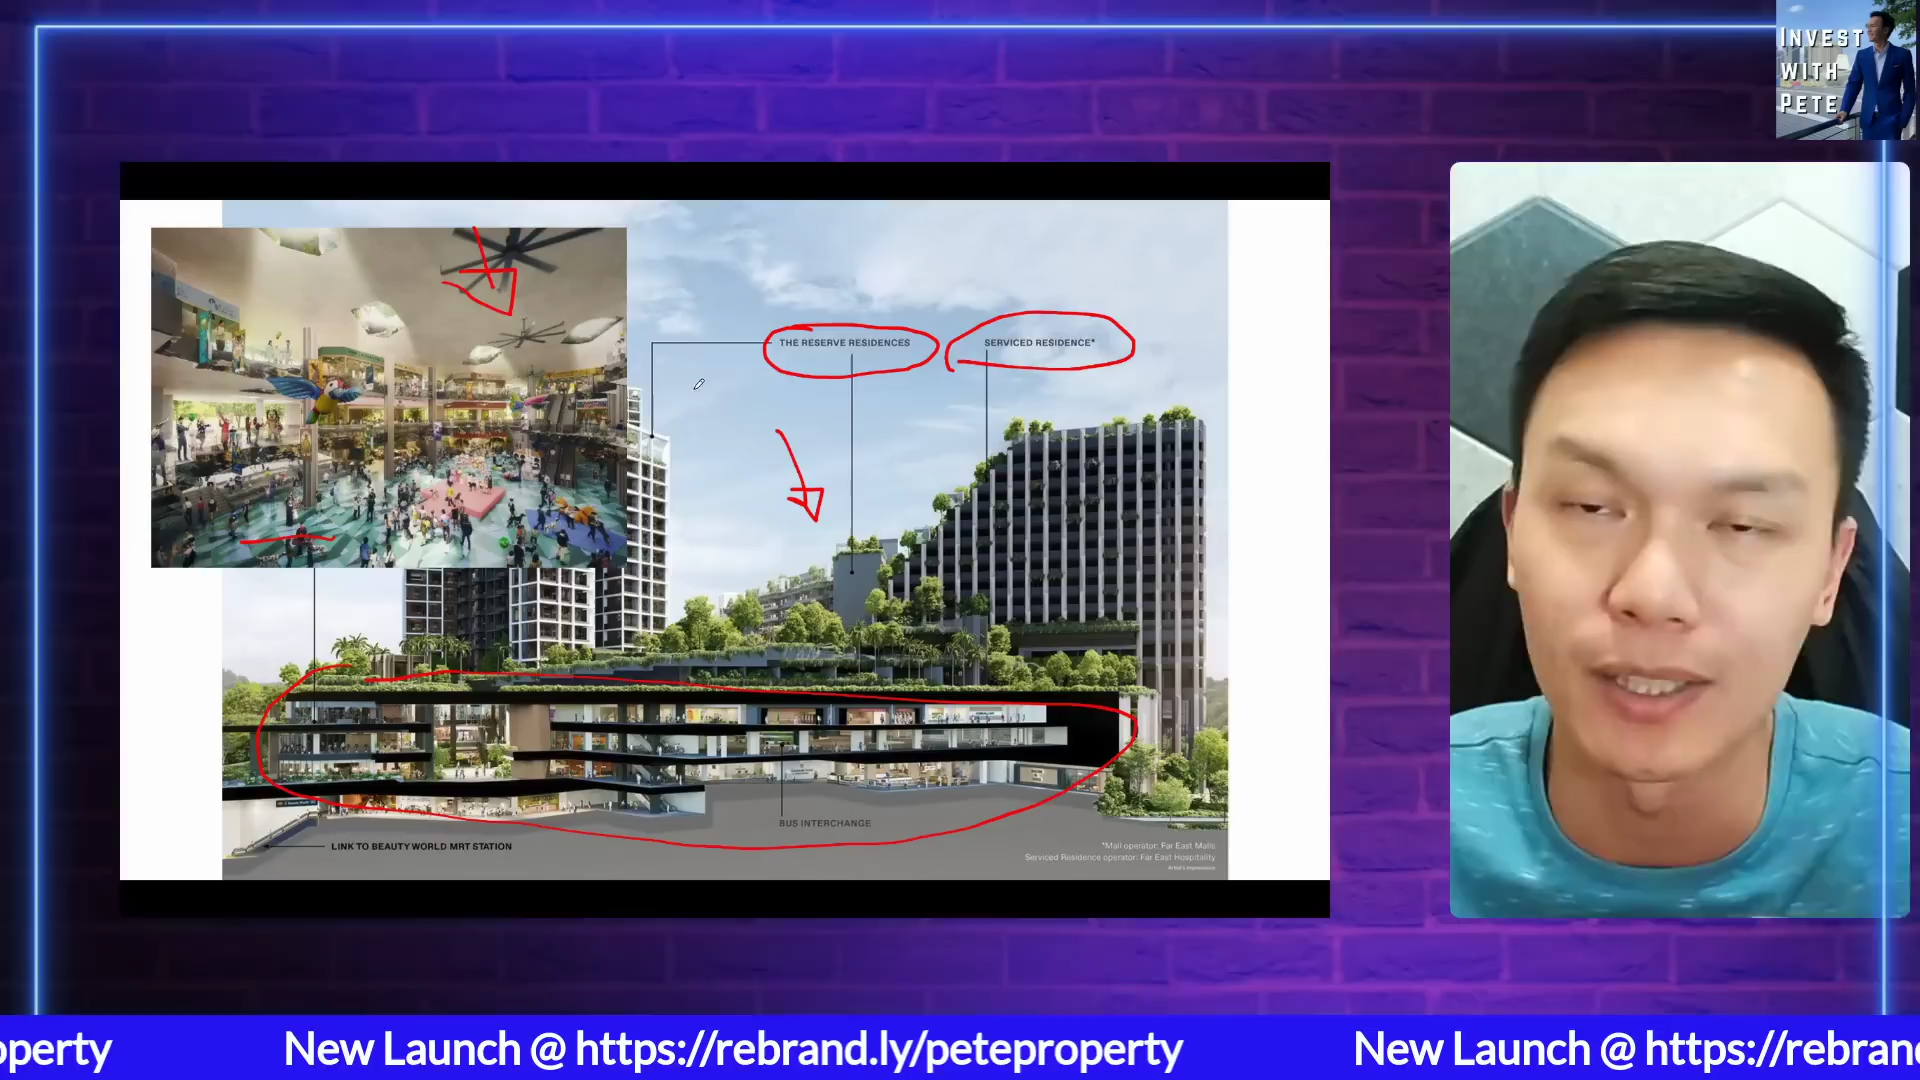 INVEST
WITH
PETE
THE RESERVE RESIDENCES
SERVICED RESIDENCE*
BUS INTERCHANGE
LINK TO BEAUTY WORLD MRT STATION
*Mall operator: Far East Malls
Serviced Residence operator: Far East Hospitality
Artist's Impression
operty New Launch @ https://rebrand.ly/peteproperty New Launch @ https://rebran